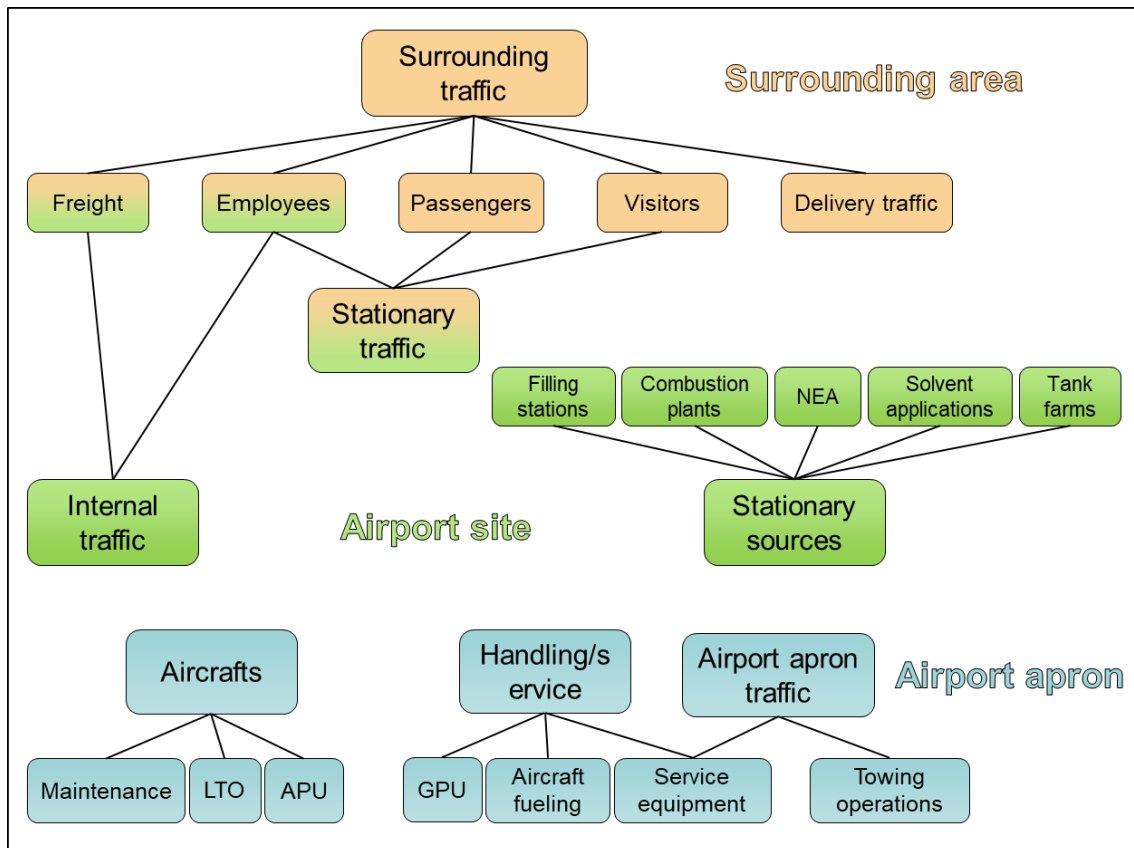 Surrounding
traffic
Surrounding area
Freight
Employees
Passengers
Visitors
Delivery traffic
Stationary
traffic
Filling
stations
Combustion
plants
NEA
Solvent
applications
Tank
farms
Internal
traffic
Airport site
Stationary
sources
Aircrafts
Handling/s
ervice
Airport apron
traffic
Airport apron
Maintenance
LTO
APU
GPU
Aircraft
fueling
Service
equipment
Towing
operations